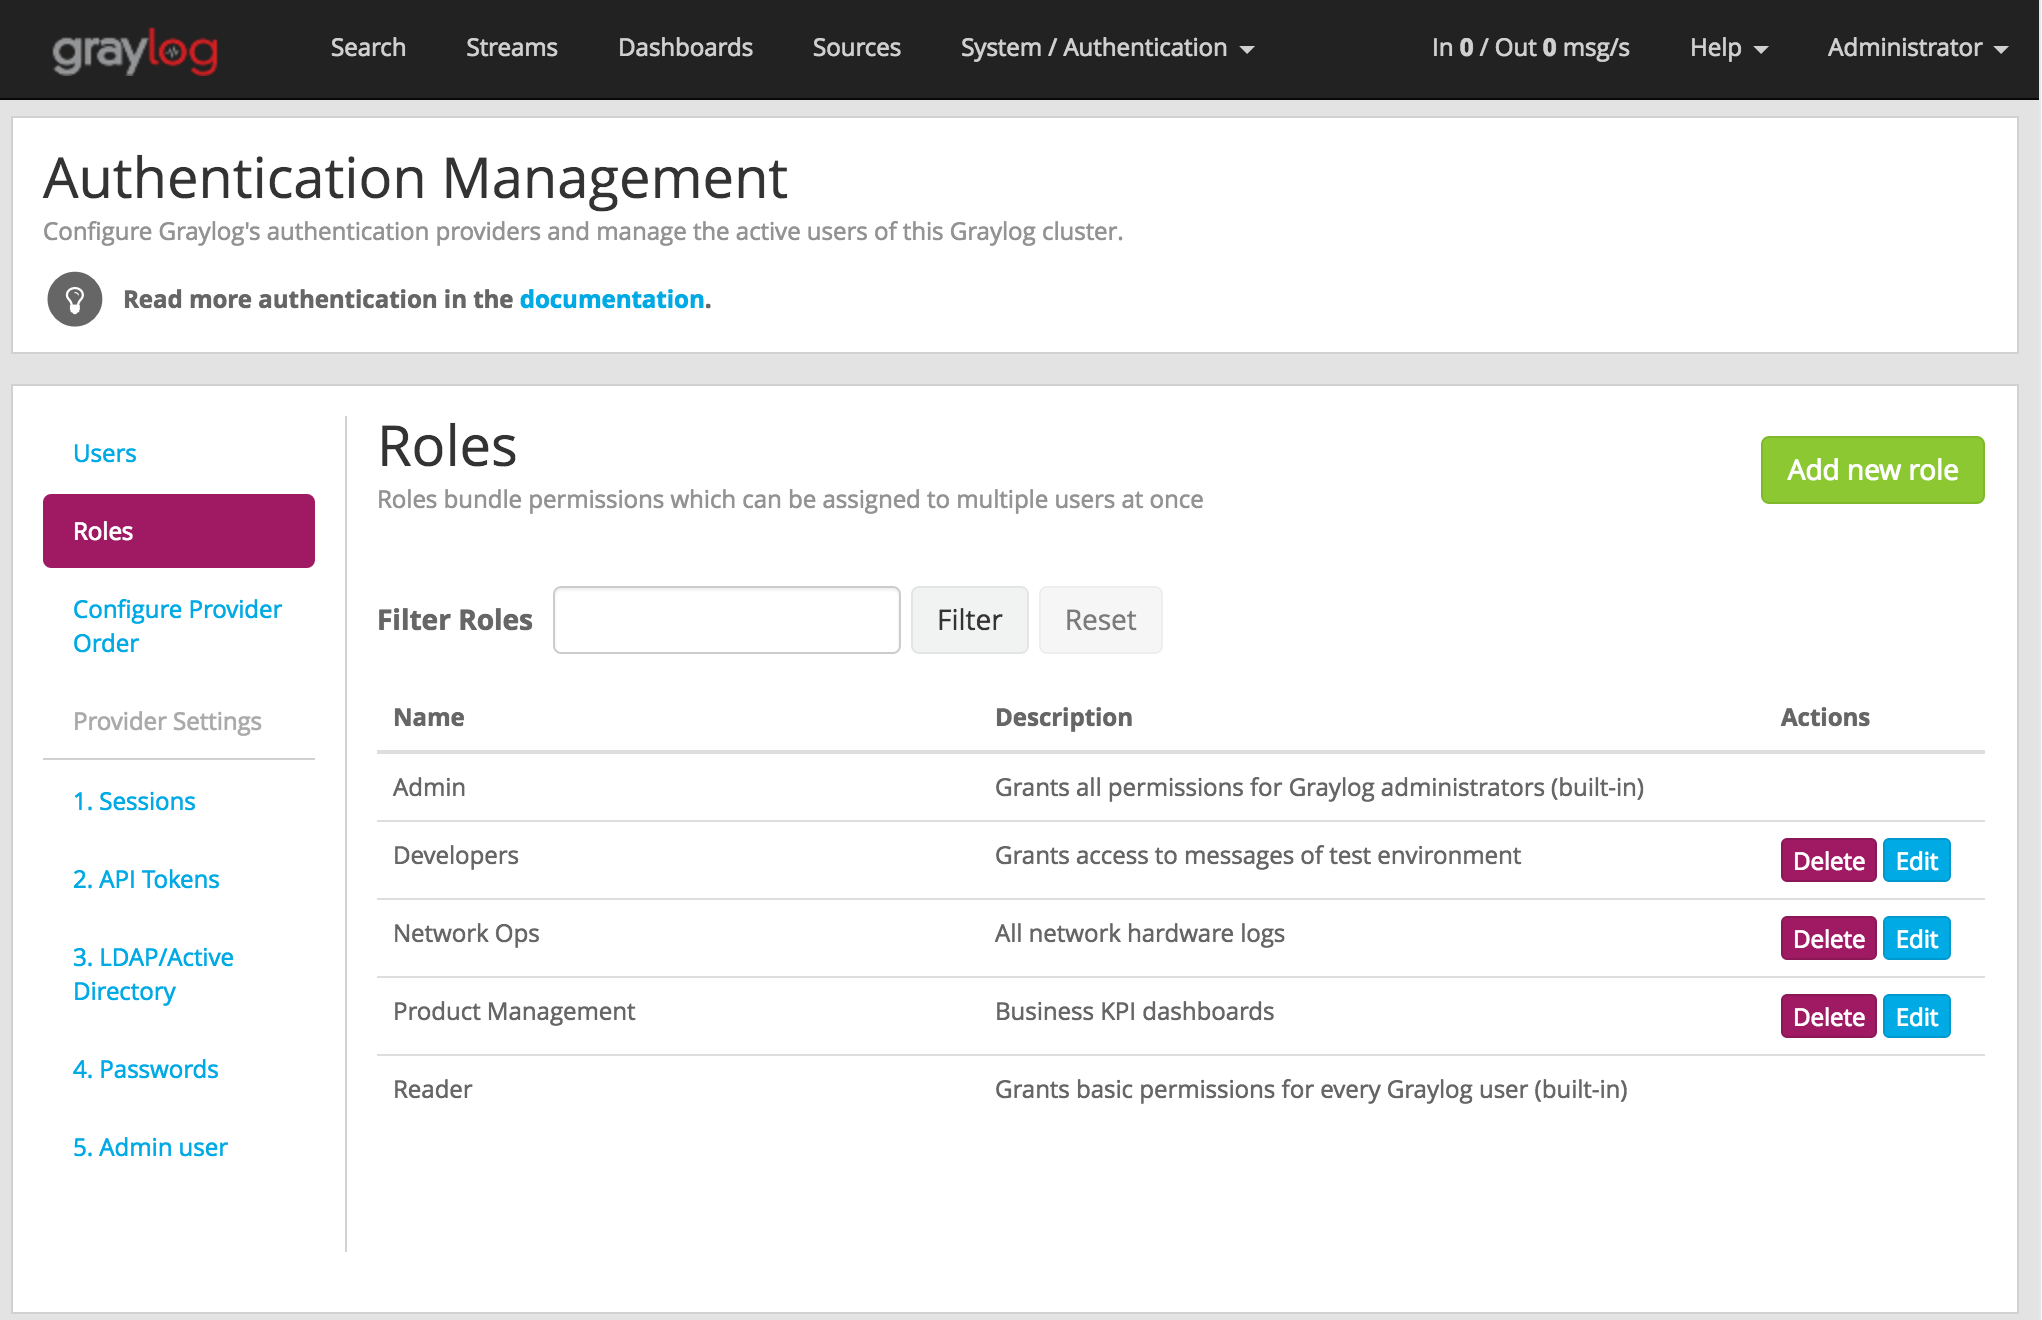 graylog Search Streams Dashboards Sources System / Authentication In 0 / Out 0 msg/s Help Administrator
Authentication Management
Configure Graylog's authentication providers and manage the active users of this Graylog cluster.
Read more authentication in the documentation.
Users
Roles
Configure Provider
Order
Provider Settings
1. Sessions
2. API Tokens
3. LDAP/Active
Directory
4. Passwords
5. Admin user
Roles
Roles bundle permissions which can be assigned to multiple users at once
Add new role
Filter Roles Filter Reset
Name Description Actions
Admin Grants all permissions for Graylog administrators (built-in)
Developers Grants access to messages of test environment Delete Edit
Network Ops All network hardware logs Delete Edit
Product Management Business KPI dashboards Delete Edit
Reader Grants basic permissions for every Graylog user (built-in)